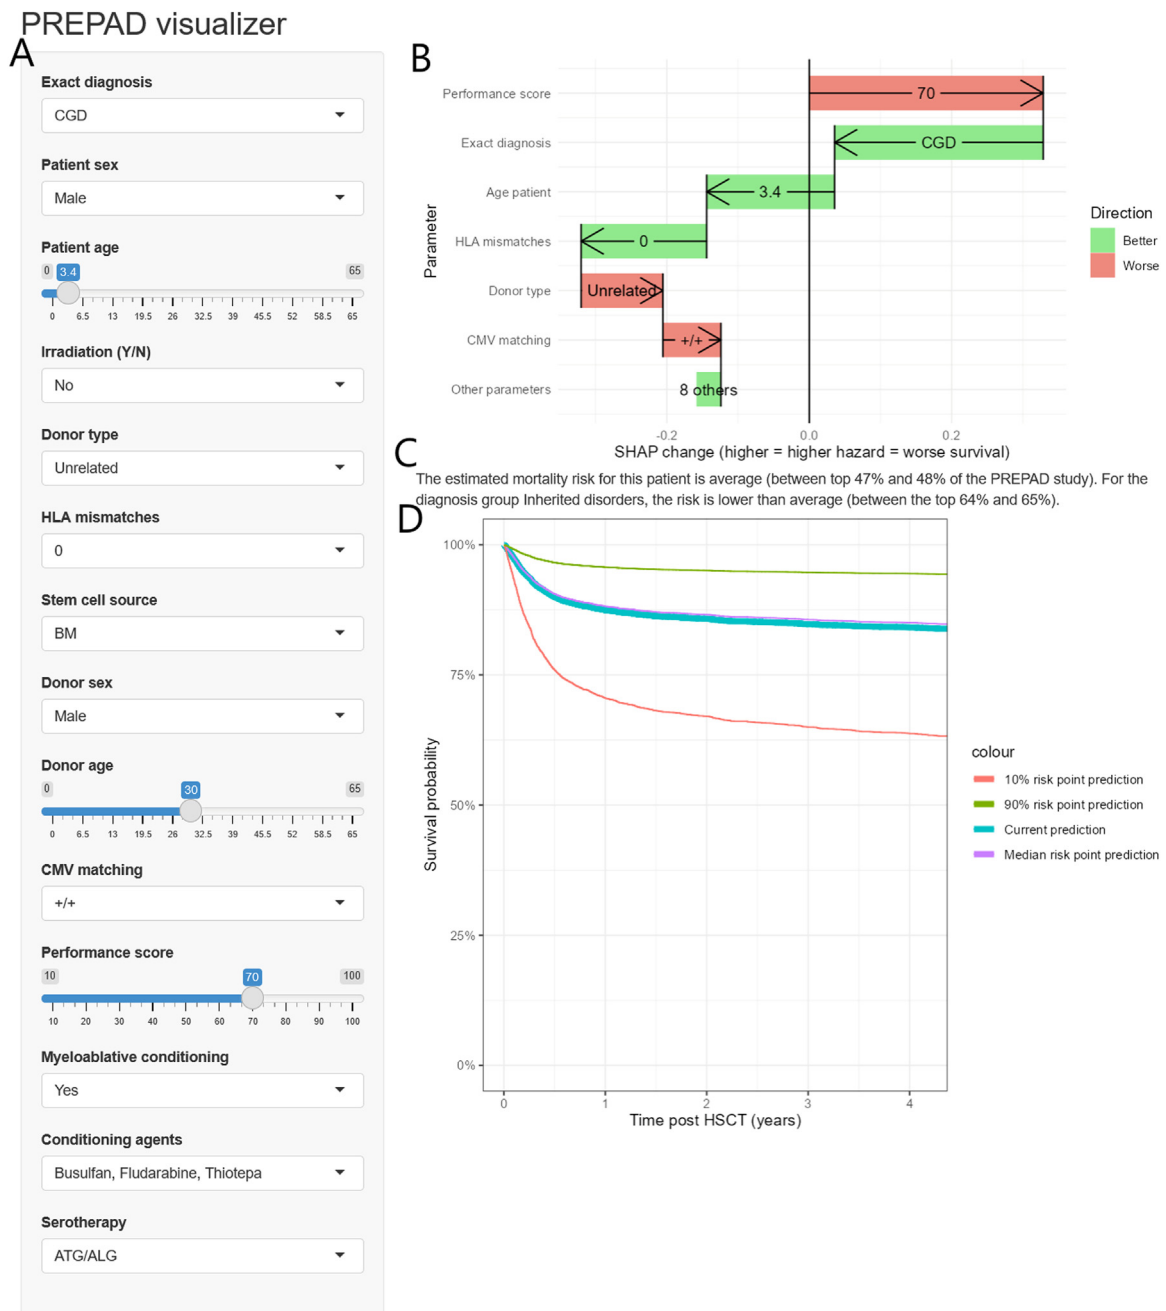 PREPAD visualizer
A
Exact diagnosis
CGD
Patient sex
Male
Patient age
0 3.4 65
0 6.5 13 19.5 26 32.5 39 45.5 52 58.5 65
Irradiation (Y/N)
No
Donor type
Unrelated
HLA mismatches
0
Stem cell source
BM
Donor sex
Male
Donor age
0 30 65
0 6.5 13 19.5 26 32.5 39 45.5 52 58.5 65
CMV matching
+/+
Performance score
10 70 100
10 20 30 40 50 60 70 80 90 100
Myeloablative conditioning
Yes
Conditioning agents
Busulfan, Fludarabine, Thiotepa
Serotherapy
ATG/ALG
B
Parameter
Performance score 70
Exact diagnosis CGD
Age patient 3.4
HLA mismatches 0
Donor type Unrelated
CMV matching +/+
Other parameters 8 others
-0.2 0.0 0.2
SHAP change (higher = higher hazard = worse survival)
Direction
Better
Worse
C
The estimated mortality risk for this patient is average (between top 47% and 48% of the PREPAD study). For the
diagnosis group Inherited disorders, the risk is lower than average (between the top 64% and 65%).
D
Survival probability
100%
75%
50%
25%
0%
0 1 2 3 4
Time post HSCT (years)
colour
10% risk point prediction
90% risk point prediction
Current prediction
Median risk point prediction